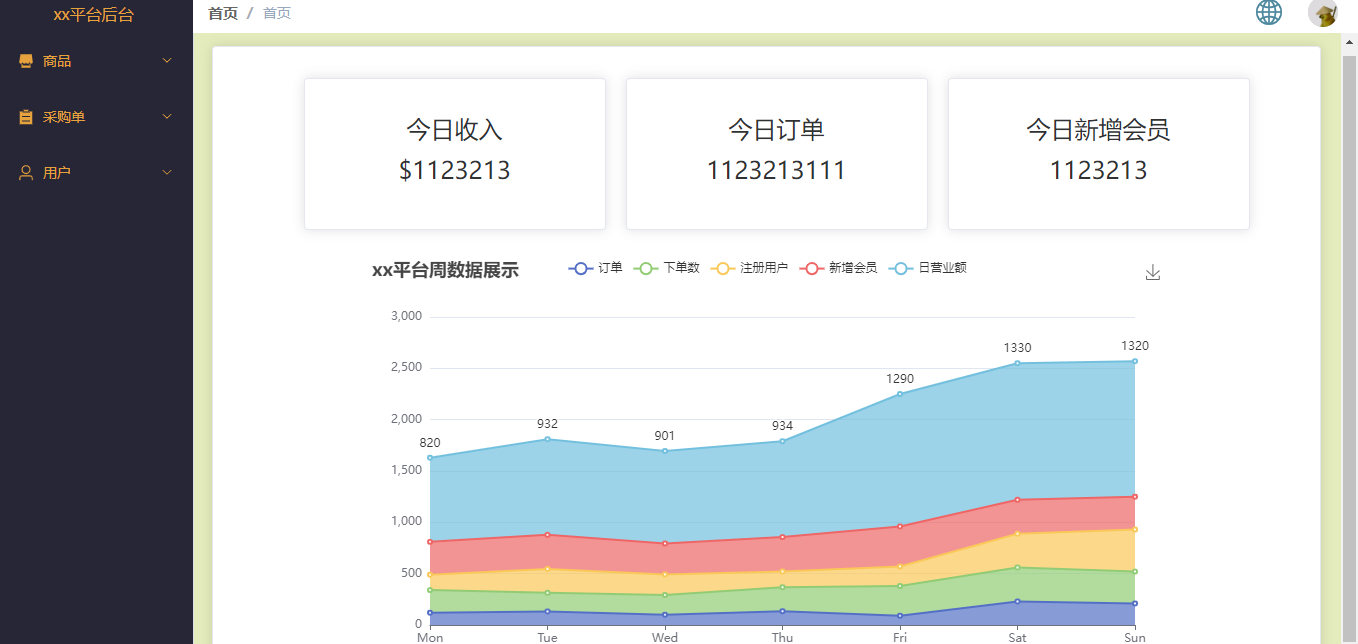 xx平台后台
首页 / 首页
商品
采购单
用户
今日收入
$1123213
今日订单
1123213111
今日新增会员
1123213
xx平台周数据展示
订单 下单数 注册用户 新增会员 日营业额
3,000
2,500
2,000
1,500
1,000
500
0
820 932 901 934 1290 1330 1320
Mon Tue Wed Thu Fri Sat Sun